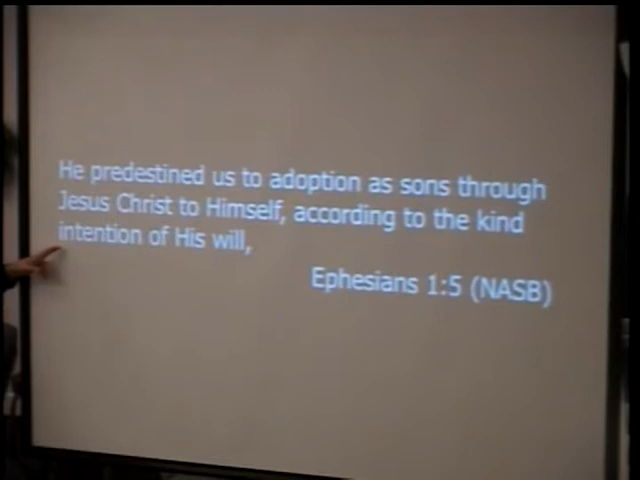 He predestined us to adoption as sons through
Jesus Christ to Himself, according to the kind
intention of His will,
Ephesians 1:5 (NASB)